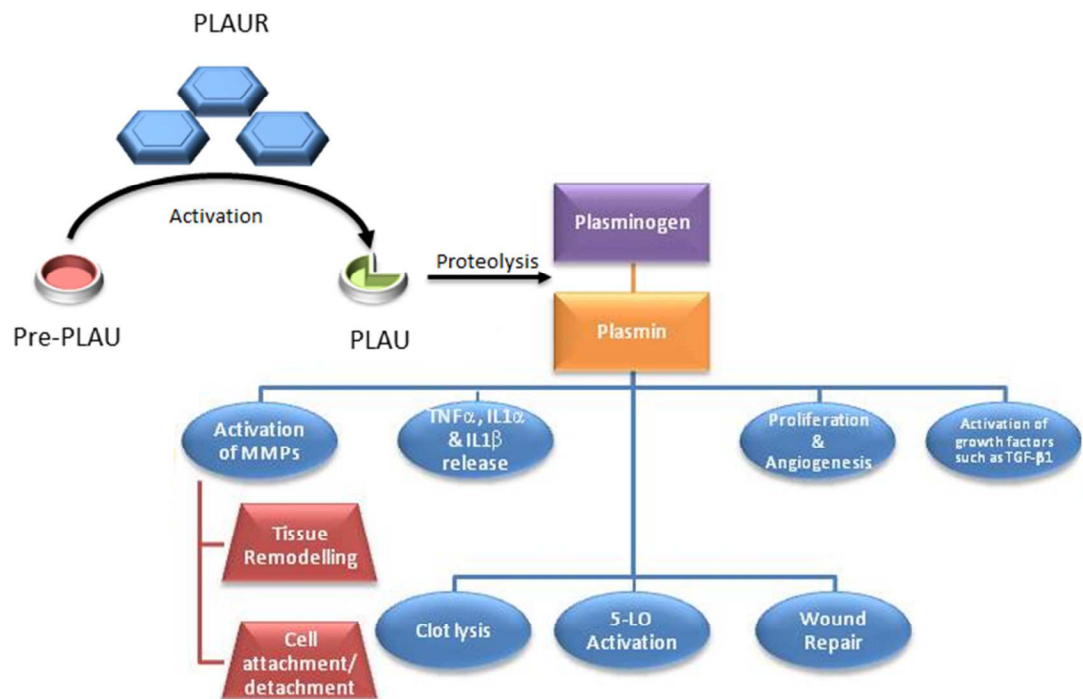 PLAUR
Activation
Pre-PLAU
PLAU
Proteolysis
Plasminogen
Plasmin
Activation
of MMPs
TNFα, IL1α
& IL1β
release
Proliferation
&
Angiogenesis
Activation of
growth factors
such as TGF-β1
Tissue
Remodelling
Cell
attachment/
detachment
Clot lysis
5-LO
Activation
Wound
Repair